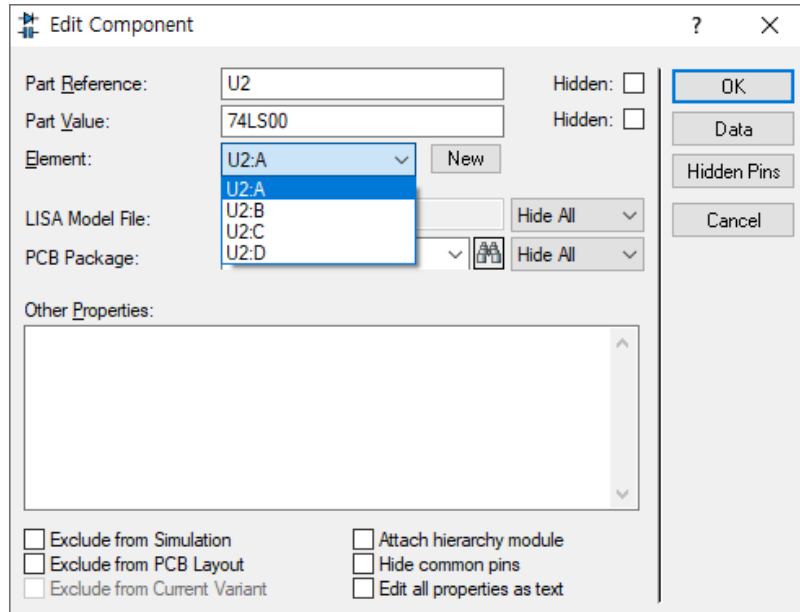 Edit Component
?
Part Reference: U2 Hidden: OK
Part Value: 74LS00 Hidden: Data
Element: U2:A New Hidden Pins
U2:A
U2:B
U2:C
U2:D
LISA Model File: Hide All Cancel
PCB Package: Hide All
Other Properties:
Exclude from Simulation Attach hierarchy module
Exclude from PCB Layout Hide common pins
Exclude from Current Variant Edit all properties as text